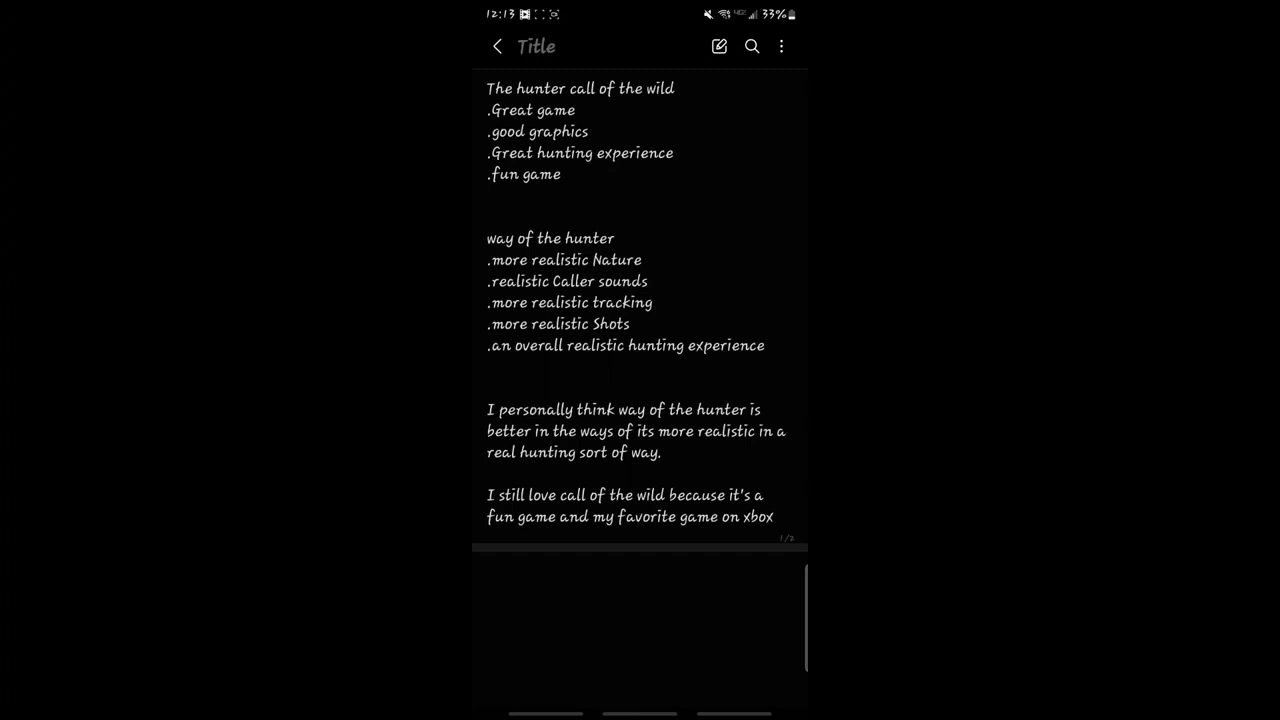 12:13
33%
Title
The hunter call of the wild
.Great game
.good graphics
.Great hunting experience
.fun game
way of the hunter
.more realistic Nature
.realistic Caller sounds
.more realistic tracking
.more realistic Shots
.an overall realistic hunting experience
I personally think way of the hunter is
better in the ways of its more realistic in a
real hunting sort of way.
I still love call of the wild because it's a
fun game and my favorite game on xbox
1/2